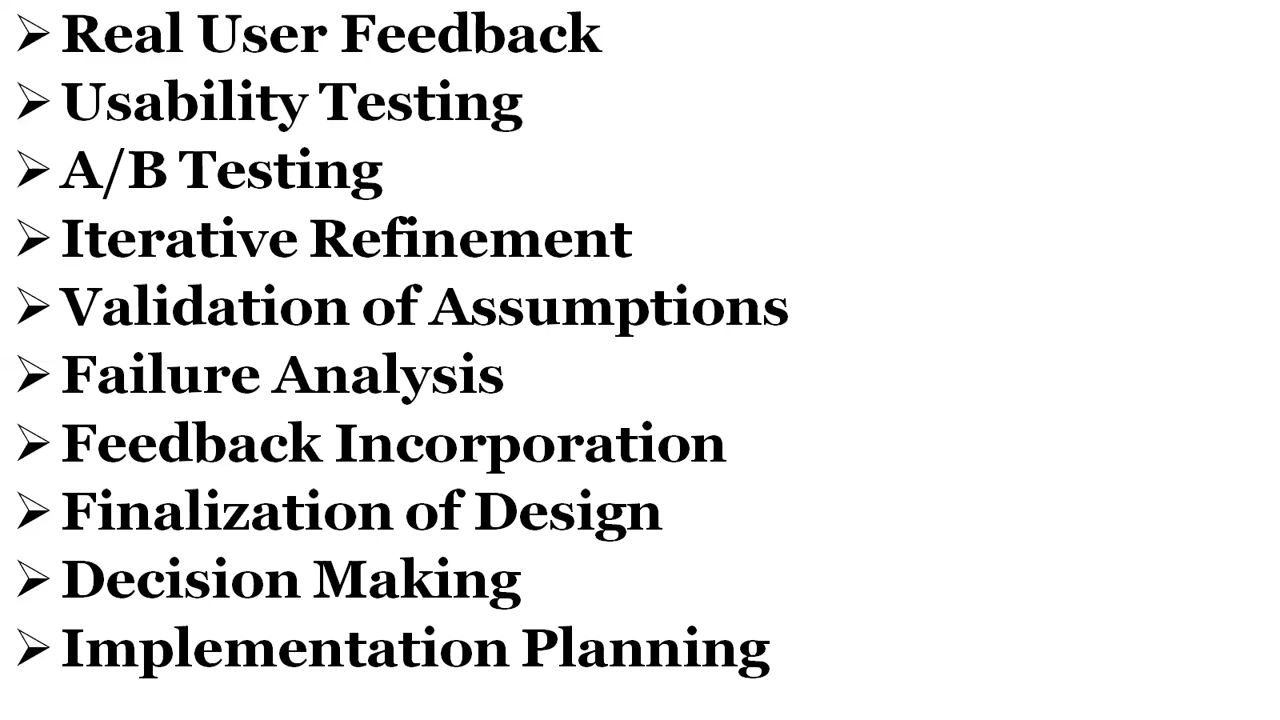 ➢ Real User Feedback
➢ Usability Testing
➢ A/B Testing
➢ Iterative Refinement
➢ Validation of Assumptions
➢ Failure Analysis
➢ Feedback Incorporation
➢ Finalization of Design
➢ Decision Making
➢ Implementation Planning